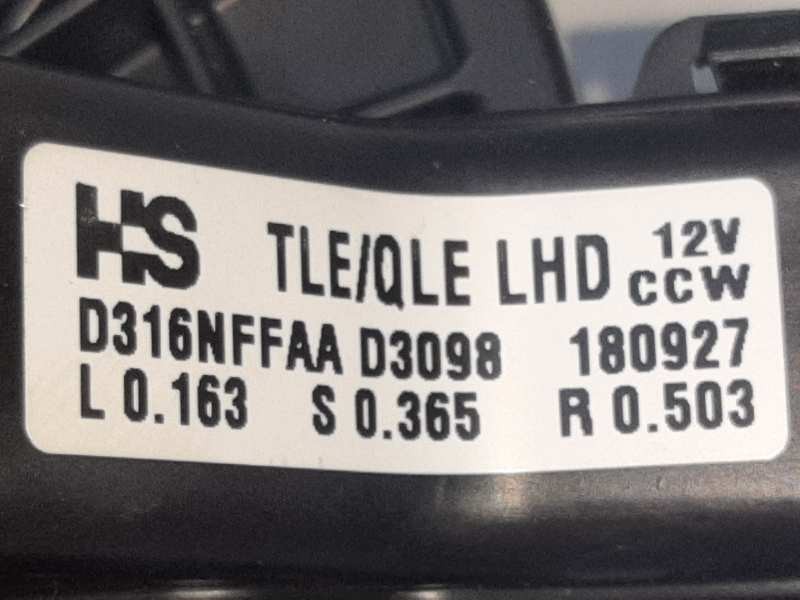 HS TLE/QLE LHD 12V CCW
D316NFFAA D3098 180927
L 0.163 S 0.365 R 0.503